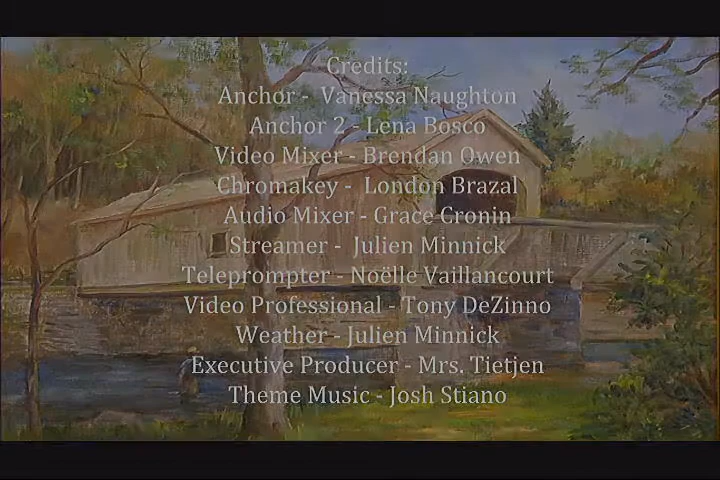 Credits:
Anchor - Vanessa Naughton
Anchor 2 - Lena Bosco
Video Mixer - Brendan Owen
Chromakey - London Brazal
Audio Mixer - Grace Cronin
Streamer - Julien Minnick
Teleprompter - Noëlle Vaillancourt
Video Professional - Tony DeZinno
Weather - Julien Minnick
Executive Producer - Mrs. Tietjen
Theme Music - Josh Stiano